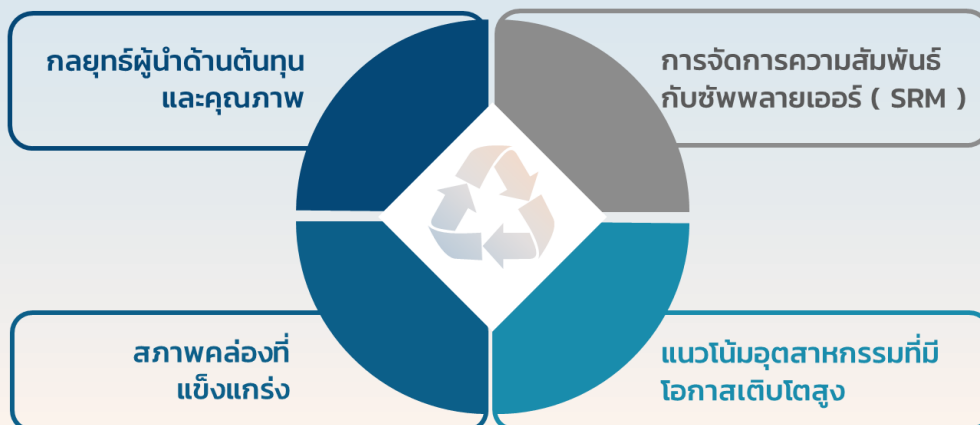 กลยุทธ์ผู้นำด้านต้นทุน
และคุณภาพ
การจัดการความสัมพันธ์
กับซัพพลายเออร์ ( SRM )
สภาพคล่องที่
แข็งแกร่ง
แนวโน้มอุตสาหกรรมที่มี
โอกาสเติบโตสูง